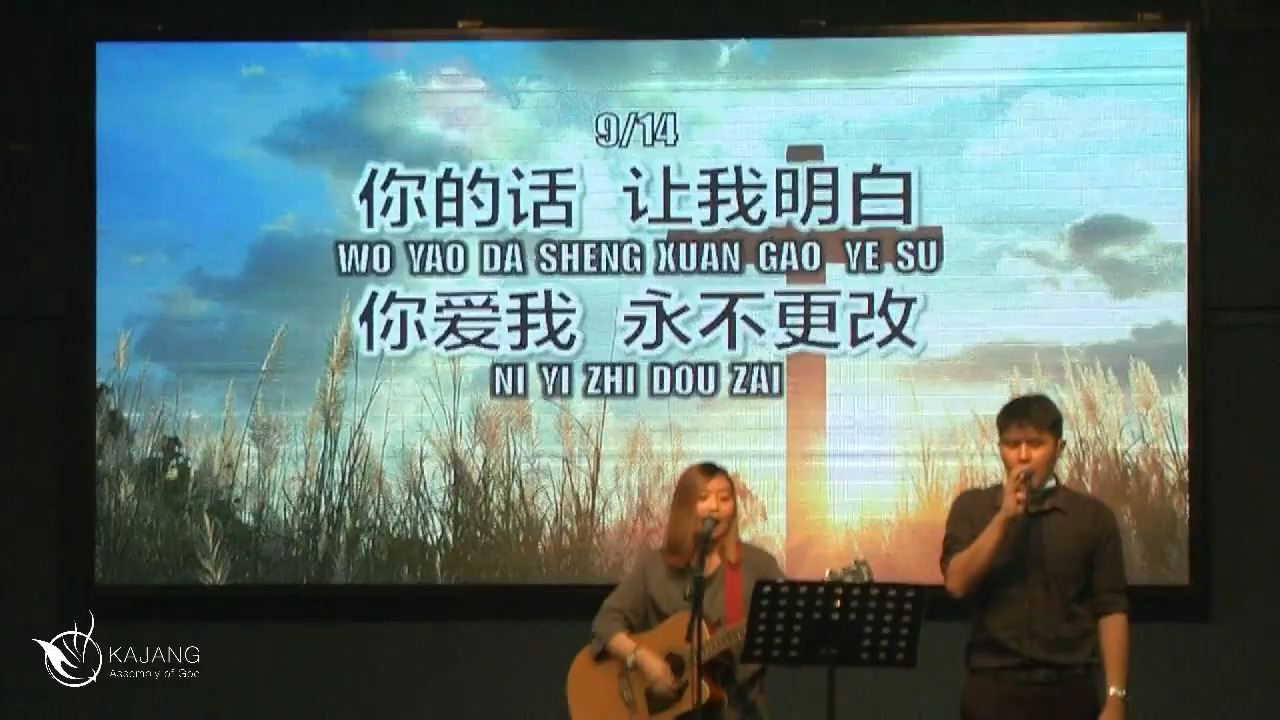 9/14
你的话 让我明白
WO YAO DA SHENG XUAN GAO YE SU
你爱我 永不更改
NI YI ZHI DOU ZAI
KAJANG
Assembly of God